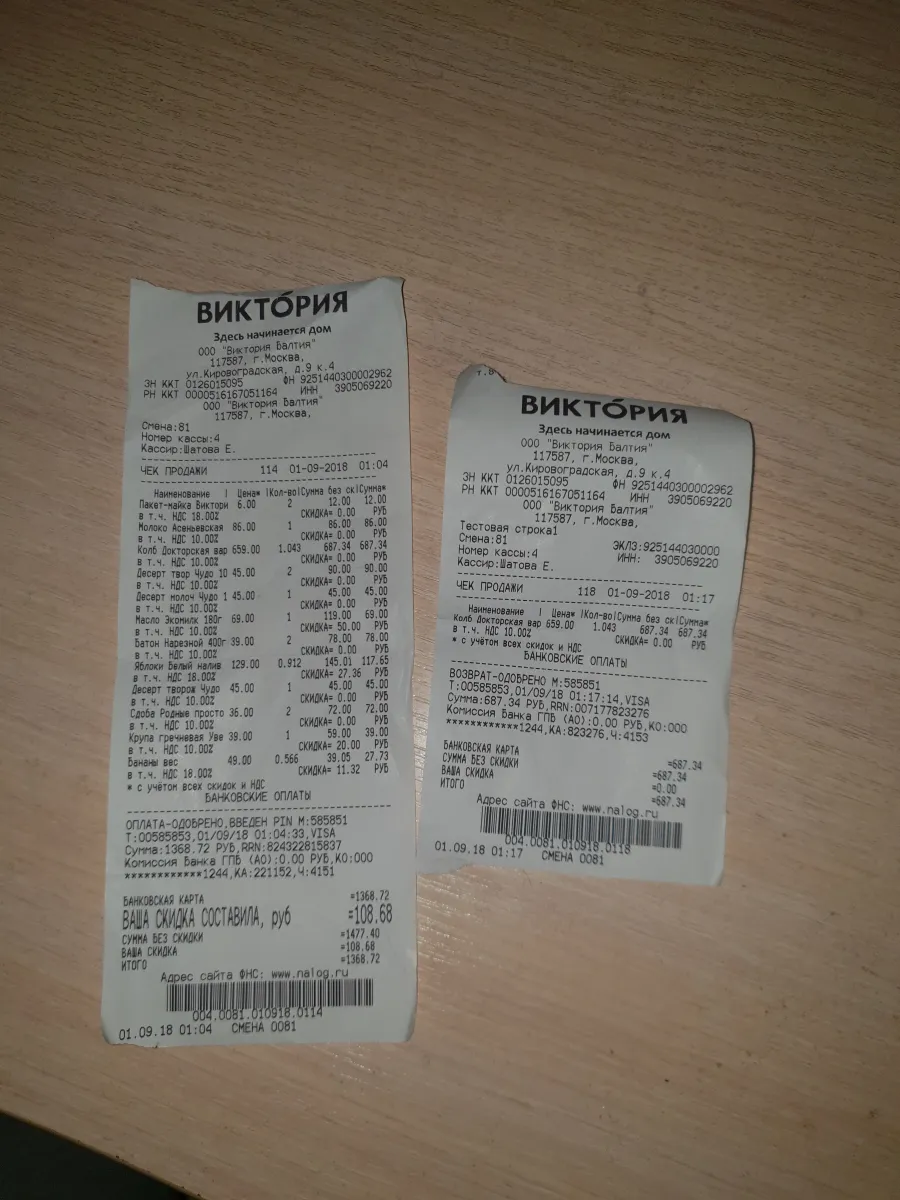 ВИКТО́РИЯ
Здесь начинается дом
ООО "Виктория Балтия"
117587, г.Москва,
ул.Кировоградская, д.9 к.4
ЗН ККТ 0126015095 ФН 9251440300002962
РН ККТ 0000516167051164 ИНН 3905069220
ООО "Виктория Балтия"
117587, г.Москва,
Смена:81
Номер кассы:4
Кассир:Шатова Е.
ЧЕК ПРОДАЖИ 114 01-09-2018 01:04
Наименование | Цена* |Кол-во|Сумма без ск|Сумма*
Пакет-майка Виктори 6.00 2 12.00 12.00
в т.ч. НДС 18.00% СКИДКА= 0.00 РУБ
Молоко Асеньевская 86.00 1 86.00 86.00
в т.ч. НДС 10.00% СКИДКА= 0.00 РУБ
Колб Докторская вар 659.00 1.043 687.34 687.34
в т.ч. НДС 10.00% СКИДКА= 0.00 РУБ
Десерт твор Чудо 10 45.00 2 90.00 90.00
в т.ч. НДС 10.00% СКИДКА= 0.00 РУБ
Десерт молоч Чудо 1 45.00 1 45.00 45.00
в т.ч. НДС 10.00% СКИДКА= 0.00 РУБ
Масло Экомилк 180г 69.00 1 119.00 69.00
в т.ч. НДС 10.00% СКИДКА= 50.00 РУБ
Батон Нарезной 400г 39.00 2 78.00 78.00
в т.ч. НДС 10.00% СКИДКА= 0.00 РУБ
Яблоки Белый налив 129.00 0.912 145.01 117.65
в т.ч. НДС 18.00% СКИДКА= 27.36 РУБ
Десерт творож Чудо 45.00 1 45.00 45.00
в т.ч. НДС 10.00% СКИДКА= 0.00 РУБ
Сдоба Родные просто 36.00 2 72.00 72.00
в т.ч. НДС 10.00% СКИДКА= 0.00 РУБ
Крупа гречневая Уве 39.00 1 59.00 39.00
в т.ч. НДС 10.00% СКИДКА= 20.00 РУБ
Бананы вес 49.00 0.566 39.05 27.73
в т.ч. НДС 18.00% СКИДКА= 11.32 РУБ
* с учётом всех скидок и НДС
БАНКОВСКИЕ ОПЛАТЫ
ОПЛАТА-ОДОБРЕНО,ВВЕДЕН PIN М:585851
Т:00585853,01/09/18 01:04:33,VISA
Сумма:1368.72 РУБ,RRN:824322815837
Комиссия Банка ГПБ (АО):0.00 РУБ,КО:000
************1244,КА:221152,Ч:4151
БАНКОВСКАЯ КАРТА =1368.72
ВАША СКИДКА СОСТАВИЛА, руб =108.68
СУММА БЕЗ СКИДКИ =1477.40
ВАША СКИДКА =108.68
ИТОГО =1368.72
Адрес сайта ФНС: www.nalog.ru
004.0081.010918.0114
01.09.18 01:04 СМЕНА 0081
т.8
ВИКТО́РИЯ
Здесь начинается дом
ООО "Виктория Балтия"
117587, г.Москва,
ул.Кировоградская, д.9 к.4
ЗН ККТ 0126015095 ФН 9251440300002962
РН ККТ 0000516167051164 ИНН 3905069220
ООО "Виктория Балтия"
117587, г.Москва,
Тестовая строка1
Смена:81 ЭКЛЗ:925144030000
Номер кассы:4 ИНН: 3905069220
Кассир:Шатова Е.
ЧЕК ПРОДАЖИ 118 01-09-2018 01:17
Наименование | Цена* |Кол-во|Сумма без ск|Сумма*
Колб Докторская вар 659.00 1.043 687.34 687.34
в т.ч. НДС 10.00% СКИДКА= 0.00 РУБ
* с учётом всех скидок и НДС
БАНКОВСКИЕ ОПЛАТЫ
ВОЗВРАТ-ОДОБРЕНО М:585851
Т:00585853,01/09/18 01:17:14,VISA
Сумма:687.34 РУБ,RRN:007177823276
Комиссия Банка ГПБ (АО):0.00 РУБ,КО:000
************1244,КА:823276,Ч:4153
БАНКОВСКАЯ КАРТА =687.34
СУММА БЕЗ СКИДКИ =687.34
ВАША СКИДКА =0.00
ИТОГО =687.34
Адрес сайта ФНС: www.nalog.ru
004.0081.010918.0118
01.09.18 01:17 СМЕНА 0081